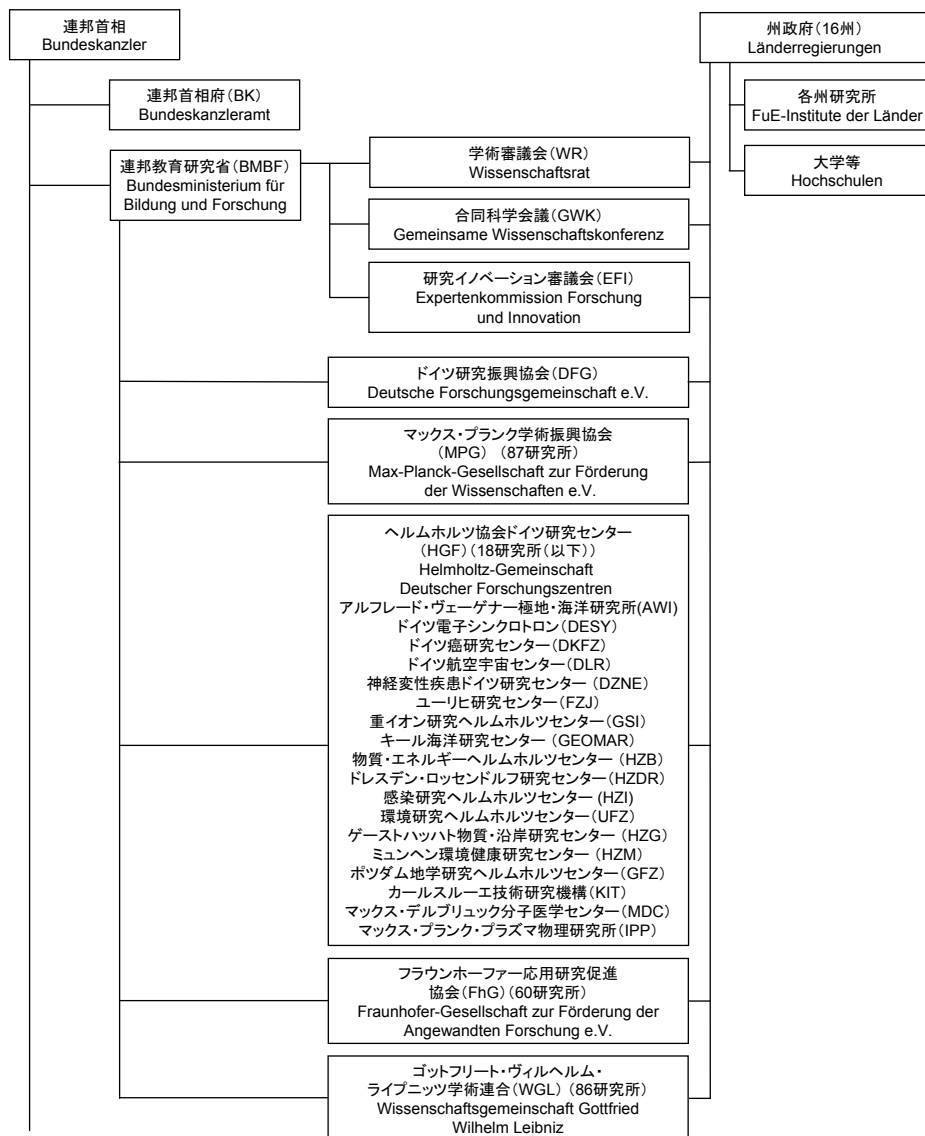 連邦首相
Bundeskanzler
州政府(16州)
Länderregierungen
連邦首相府(BK)
Bundeskanzleramt
各州研究所
FuE-Institute der Länder
連邦教育研究省(BMBF)
Bundesministerium für
Bildung und Forschung
学術審議会(WR)
Wissenschaftsrat
大学等
Hochschulen
合同科学会議(GWK)
Gemeinsame Wissenschaftskonferenz
研究イノベーション審議会(EFI)
Expertenkommission Forschung
und Innovation
ドイツ研究振興協会(DFG)
Deutsche Forschungsgemeinschaft e.V.
マックス・プランク学術振興協会
(MPG) (87研究所)
Max-Planck-Gesellschaft zur Förderung
der Wissenschaften e.V.
ヘルムホルツ協会ドイツ研究センター
(HGF)(18研究所(以下))
Helmholtz-Gemeinschaft
Deutscher Forschungszentren
アルフレード・ヴェーゲナー極地・海洋研究所(AWI)
ドイツ電子シンクロトロン(DESY)
ドイツ癌研究センター(DKFZ)
ドイツ航空宇宙センター(DLR)
神経変性疾患ドイツ研究センター (DZNE)
ユーリヒ研究センター(FZJ)
重イオン研究ヘルムホルツセンター(GSI)
キール海洋研究センター (GEOMAR)
物質・エネルギーヘルムホルツセンター(HZB)
ドレスデン・ロッセンドルフ研究センター(HZDR)
感染研究ヘルムホルツセンター (HZI)
環境研究ヘルムホルツセンター(UFZ)
ゲーストハッハト物質・沿岸研究センター (HZG)
ミュンヘン環境健康研究センター (HZM)
ポツダム地学研究ヘルムホルツセンター(GFZ)
カールスルーエ技術研究機構(KIT)
マックス・デルブリュック分子医学センター(MDC)
マックス・プランク・プラズマ物理研究所(IPP)
フラウンホーファー応用研究促進
協会(FhG)(60研究所)
Fraunhofer-Gesellschaft zur Förderung der
Angewandten Forschung e.V.
ゴットフリート・ヴィルヘルム・
ライプニッツ学術連合(WGL) (86研究所)
Wissenschaftsgemeinschaft Gottfried
Wilhelm Leibniz